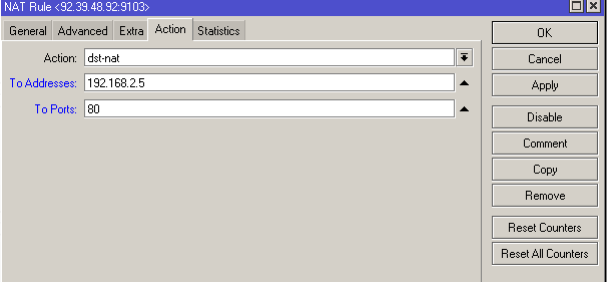 NAT Rule <92.39.48.92:9103>
General Advanced Extra Action Statistics
Action: dst-nat
To Addresses: 192.168.2.5
To Ports: 80
OK
Cancel
Apply
Disable
Comment
Copy
Remove
Reset Counters
Reset All Counters